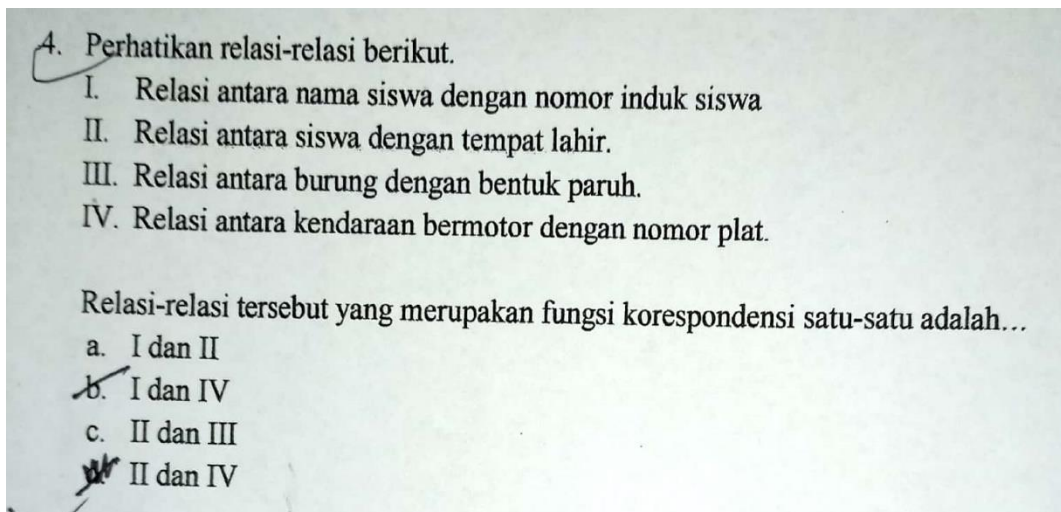 4. Perhatikan relasi-relasi berikut.
I. Relasi antara nama siswa dengan nomor induk siswa
II. Relasi antara siswa dengan tempat lahir.
III. Relasi antara burung dengan bentuk paruh.
IV. Relasi antara kendaraan bermotor dengan nomor plat.
Relasi-relasi tersebut yang merupakan fungsi korespondensi satu-satu adalah...
a. I dan II
b. I dan IV
c. II dan III
d. II dan IV